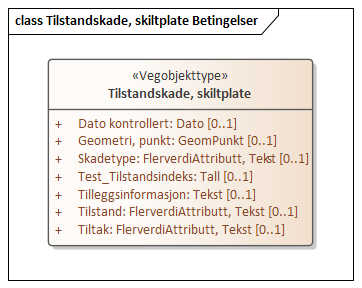 class Tilstandskade, skiltplate Betingelser
«Vegobjekttype»
Tilstandskade, skiltplate
+ Dato kontrollert: Dato [0..1]
+ Geometri, punkt: GeomPunkt [0..1]
+ Skadetype: FlerverdiAttributt, Tekst [0..1]
+ Test_Tilstandsindeks: Tall [0..1]
+ Tilleggsinformasjon: Tekst [0..1]
+ Tilstand: FlerverdiAttributt, Tekst [0..1]
+ Tiltak: FlerverdiAttributt, Tekst [0..1]